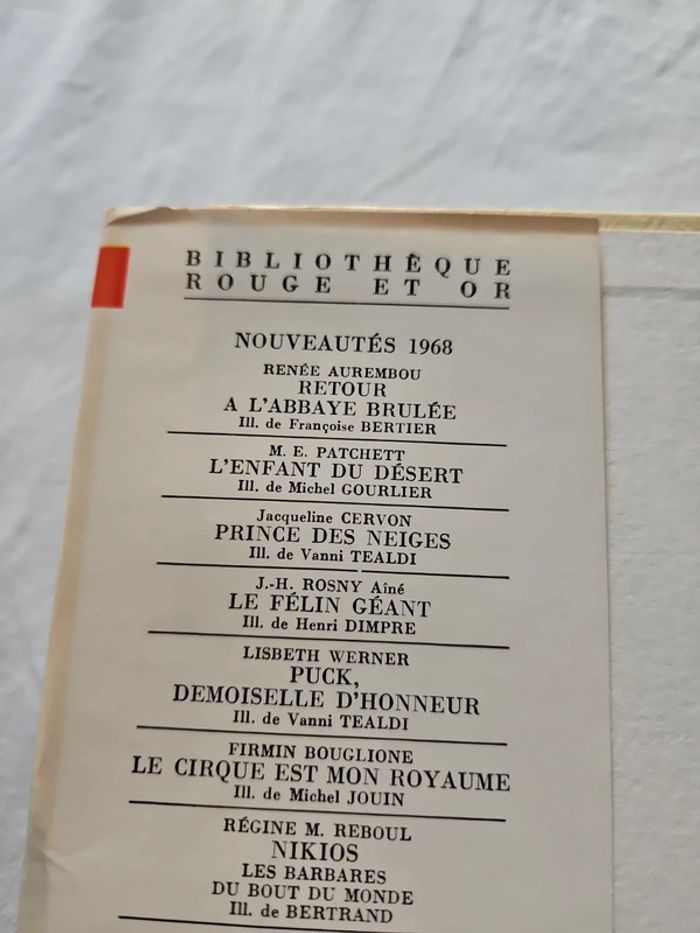 BIBLIOTHÈQUE
ROUGE ET OR
NOUVEAUTÉS 1968
RENÉE AUREMBOU
RETOUR
A L'ABBAYE BRULÉE
Ill. de Françoise BERTIER
M. E. PATCHETT
L'ENFANT DU DÉSERT
Ill. de Michel GOURLIER
Jacqueline CERVON
PRINCE DES NEIGES
Ill. de Vanni TEALDI
J.-H. ROSNY Aîné
LE FÉLIN GÉANT
Ill. de Henri DIMPRE
LISBETH WERNER
PUCK,
DEMOISELLE D'HONNEUR
Ill. de Vanni TEALDI
FIRMIN BOUGLIONE
LE CIRQUE EST MON ROYAUME
Ill. de Michel JOUIN
RÉGINE M. REBOUL
NIKIOS
LES BARBARES
DU BOUT DU MONDE
Ill. de BERTRAND